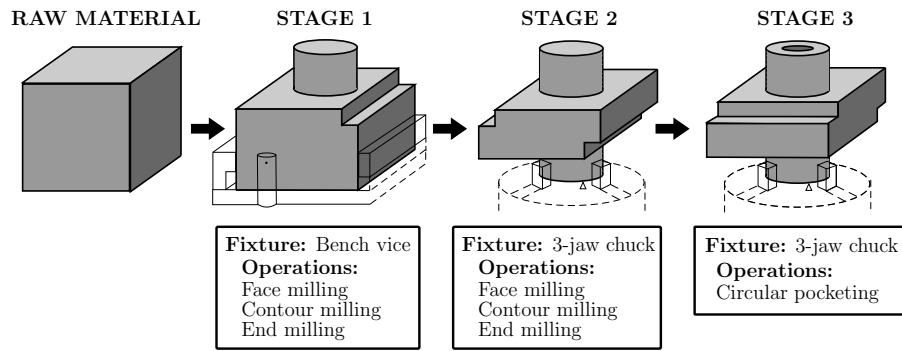 RAW MATERIAL
STAGE 1
STAGE 2
STAGE 3
Fixture: Bench vice
Operations:
Face milling
Contour milling
End milling
Fixture: 3-jaw chuck
Operations:
Face milling
Contour milling
End milling
Fixture: 3-jaw chuck
Operations:
Circular pocketing